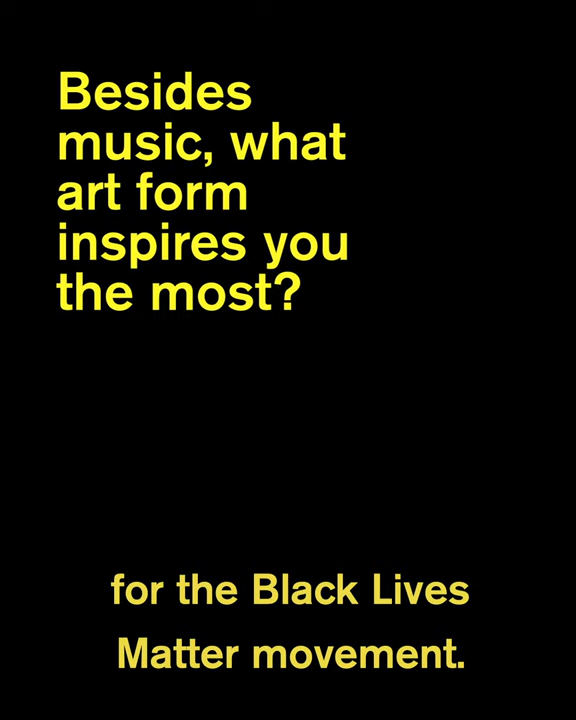 Besides
music, what
art form
inspires you
the most?
for the Black Lives
Matter movement.